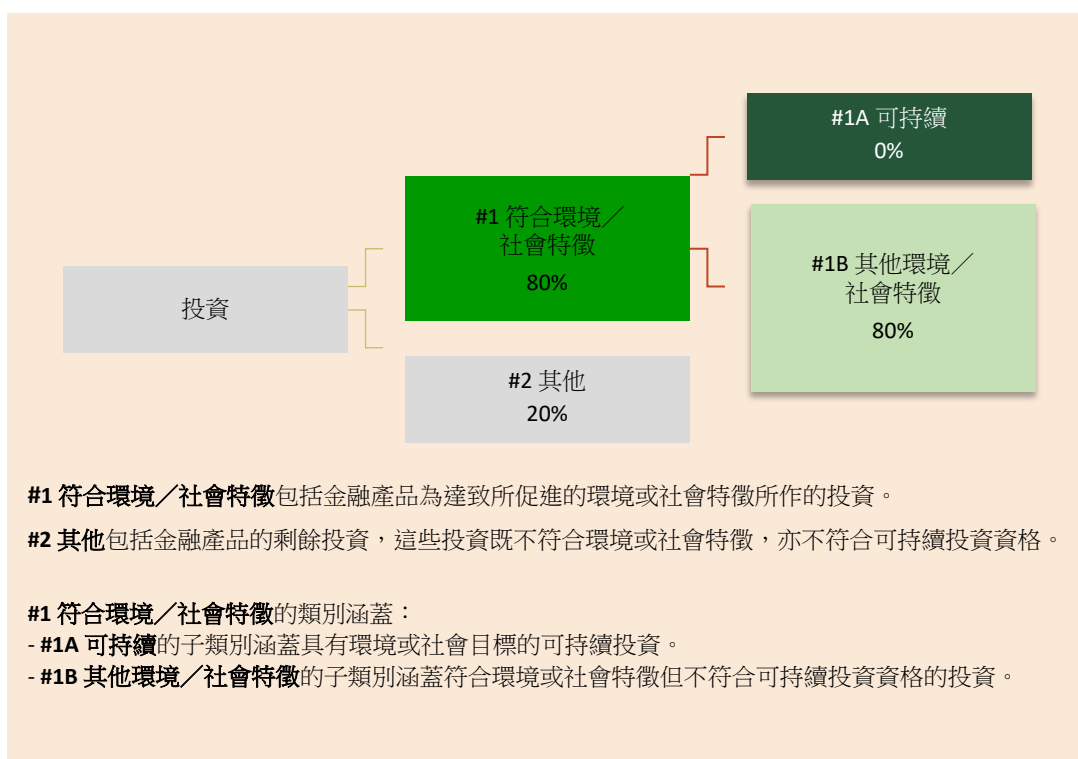 #1A 可持續
0%
#1 符合環境／
社會特徵
80%
#1B 其他環境／
社會特徵
80%
投資
#2 其他
20%
#1 符合環境／社會特徵包括金融產品為達致所促進的環境或社會特徵所作的投資。
#2 其他包括金融產品的剩餘投資，這些投資既不符合環境或社會特徵，亦不符合可持續投資資格。
#1 符合環境／社會特徵的類別涵蓋：
- #1A 可持續的子類別涵蓋具有環境或社會目標的可持續投資。
- #1B 其他環境／社會特徵的子類別涵蓋符合環境或社會特徵但不符合可持續投資資格的投資。